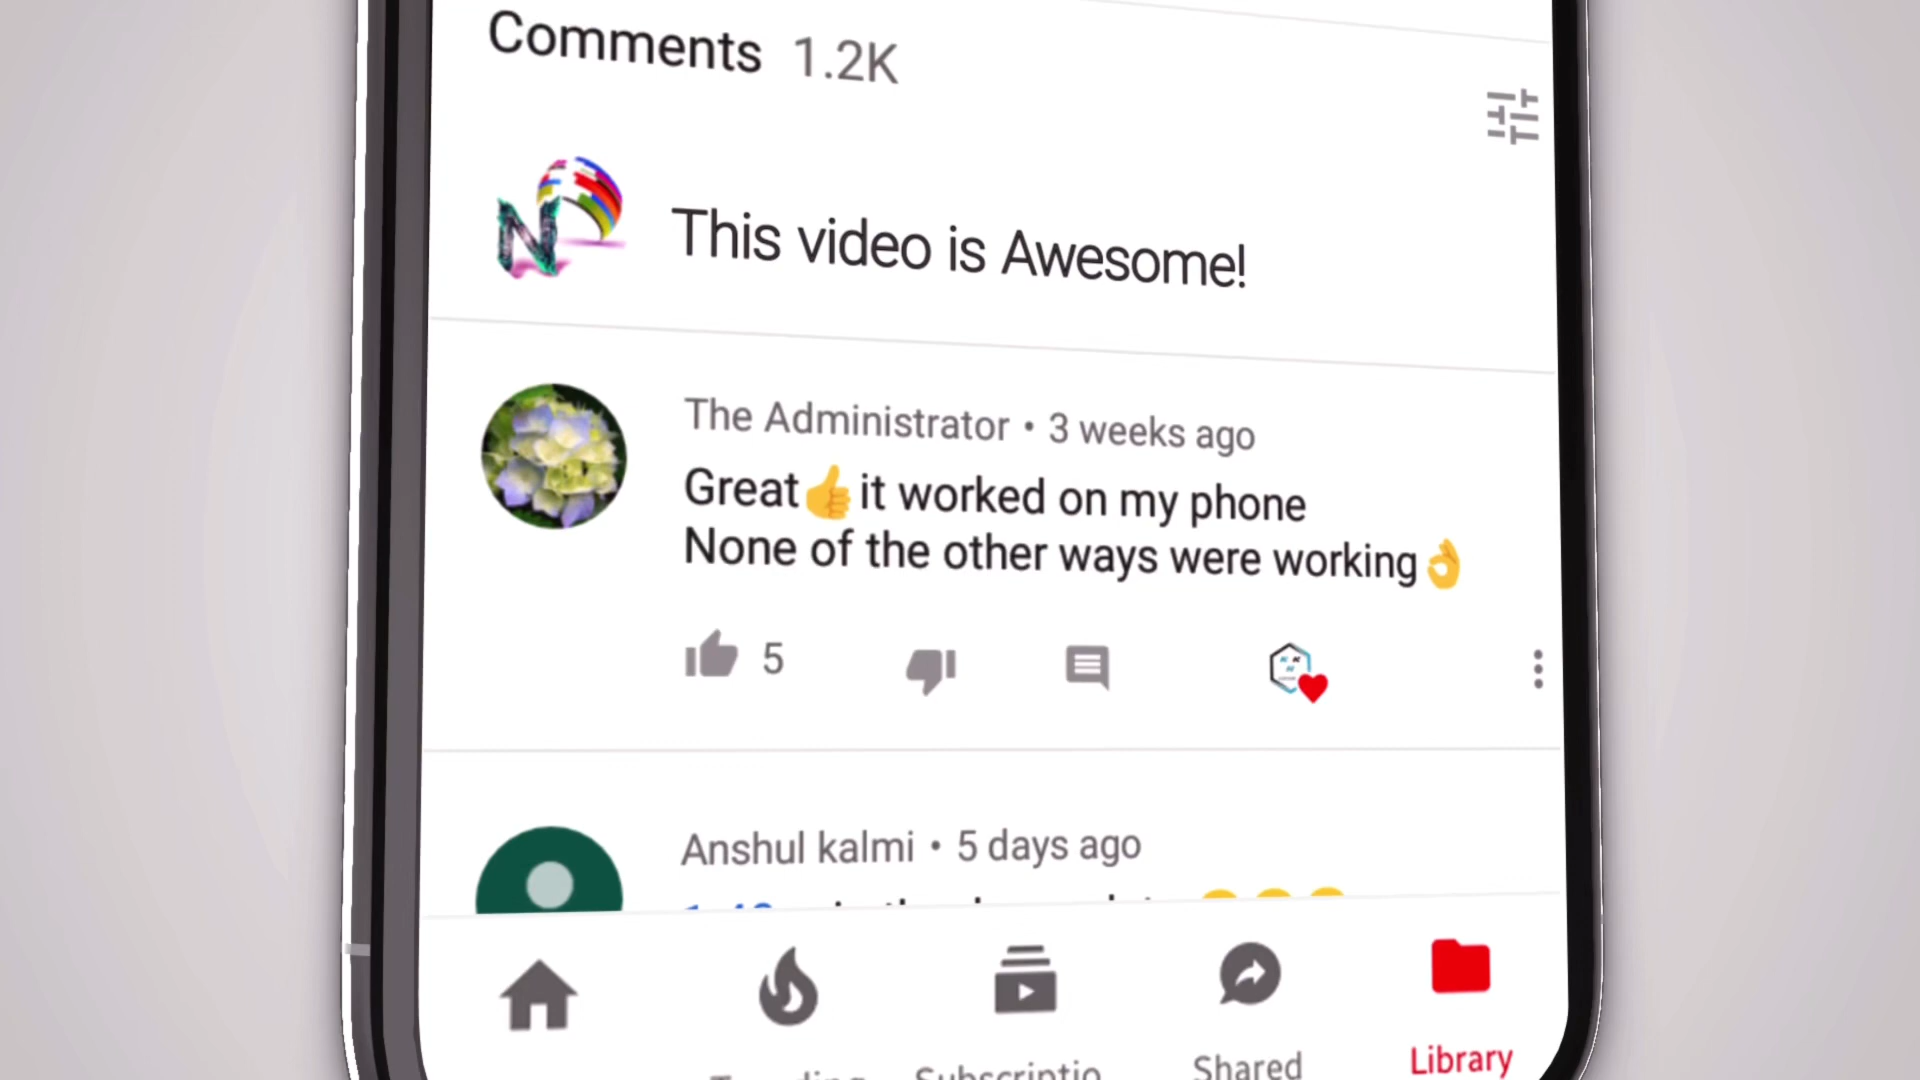 Comments 1.2K
This video is Awesome!
The Administrator • 3 weeks ago
Great👍it worked on my phone
None of the other ways were working👌
5
Anshul kalmi • 5 days ago
Shared
Library